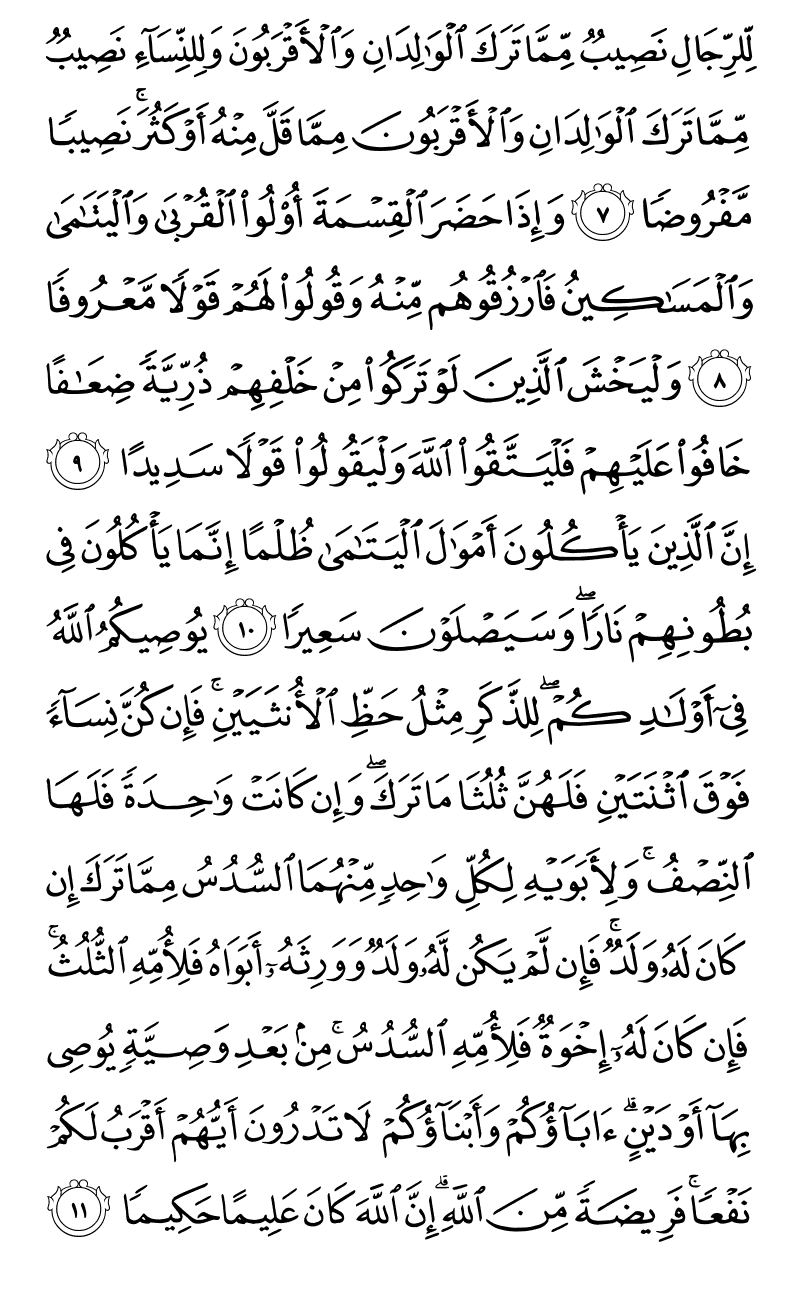 لِّلرِّجَالِ نَصِيبٌ مِّمَّا تَرَكَ ٱلْوَٰلِدَانِ وَٱلْأَقْرَبُونَ وَلِلنِّسَآءِ نَصِيبٌ
مِّمَّا تَرَكَ ٱلْوَٰلِدَانِ وَٱلْأَقْرَبُونَ مِمَّا قَلَّ مِنْهُ أَوْ كَثُرَ ۚ نَصِيبًا
مَّفْرُوضًا ٧ وَإِذَا حَضَرَ ٱلْقِسْمَةَ أُو۟لُوا۟ ٱلْقُرْبَىٰ وَٱلْيَتَٰمَىٰ
وَٱلْمَسَٰكِينُ فَٱرْزُقُوهُم مِّنْهُ وَقُولُوا۟ لَهُمْ قَوْلًا مَّعْرُوفًا
٨ وَلْيَخْشَ ٱلَّذِينَ لَوْ تَرَكُوا۟ مِنْ خَلْفِهِمْ ذُرِّيَّةً ضِعَٰفًا
خَافُوا۟ عَلَيْهِمْ فَلْيَتَّقُوا۟ ٱللَّهَ وَلْيَقُولُوا۟ قَوْلًا سَدِيدًا ٩
إِنَّ ٱلَّذِينَ يَأْكُلُونَ أَمْوَٰلَ ٱلْيَتَٰمَىٰ ظُلْمًا إِنَّمَا يَأْكُلُونَ فِى
بُطُونِهِمْ نَارًا ۖ وَسَيَصْلَوْنَ سَعِيرًا ١٠ يُوصِيكُمُ ٱللَّهُ
فِىٓ أَوْلَٰدِكُمْ ۖ لِلذَّكَرِ مِثْلُ حَظِّ ٱلْأُنثَيَيْنِ ۚ فَإِن كُنَّ نِسَآءً
فَوْقَ ٱثْنَتَيْنِ فَلَهُنَّ ثُلُثَا مَا تَرَكَ ۖ وَإِن كَانَتْ وَٰحِدَةً فَلَهَا
ٱلنِّصْفُ ۚ وَلِأَبَوَيْهِ لِكُلِّ وَٰحِدٍ مِّنْهُمَا ٱلسُّدُسُ مِمَّا تَرَكَ إِن
كَانَ لَهُۥ وَلَدٌ ۚ فَإِن لَّمْ يَكُن لَّهُۥ وَلَدٌ وَوَرِثَهُۥٓ أَبَوَاهُ فَلِأُمِّهِ ٱلثُّلُثُ ۚ
فَإِن كَانَ لَهُۥٓ إِخْوَةٌ فَلِأُمِّهِ ٱلسُّدُسُ ۚ مِنۢ بَعْدِ وَصِيَّةٍ يُوصِى
بِهَآ أَوْ دَيْنٍ ۗ ءَابَآؤُكُمْ وَأَبْنَآؤُكُمْ لَا تَدْرُونَ أَيُّهُمْ أَقْرَبُ لَكُمْ
نَفْعًا ۚ فَرِيضَةً مِّنَ ٱللَّهِ ۗ إِنَّ ٱللَّهَ كَانَ عَلِيمًا حَكِيمًا ١١